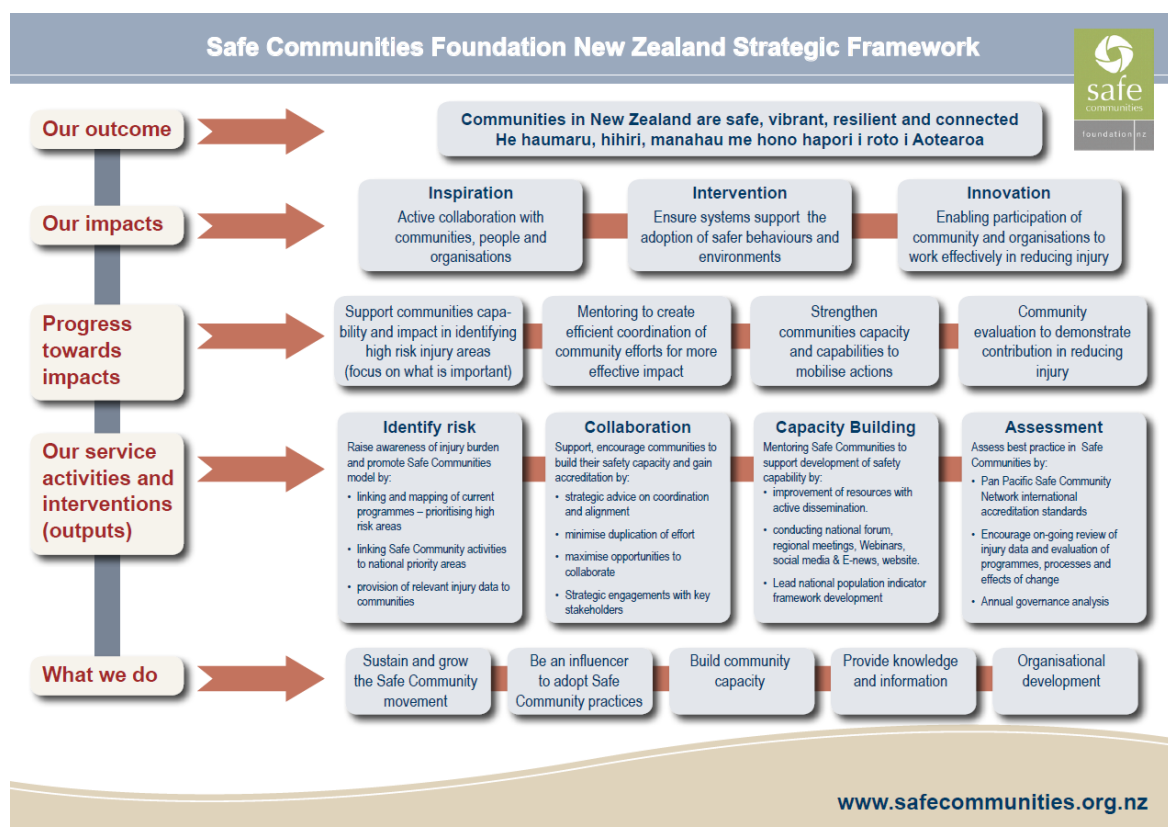 Safe Communities Foundation New Zealand Strategic Framework
safe
communities
foundation nz
Our outcome
Communities in New Zealand are safe, vibrant, resilient and connected
He haumaru, hihiri, manahau me hono hapori i roto i Aotearoa
Our impacts
Inspiration
Active collaboration with
communities, people and
organisations
Intervention
Ensure systems support the
adoption of safer behaviours and
environments
Innovation
Enabling participation of
community and organisations to
work effectively in reducing injury
Progress
towards
impacts
Support communities capa-
bility and impact in identifying
high risk injury areas
(focus on what is important)
Mentoring to create
efficient coordination of
community efforts for more
effective impact
Strengthen
communities capacity
and capabilities to
mobilise actions
Community
evaluation to demonstrate
contribution in reducing
injury
Our service
activities and
interventions
(outputs)
Identify risk
Raise awareness of injury burden
and promote Safe Communities
model by:
• linking and mapping of current
programmes – prioritising high
risk areas
• linking Safe Community activities
to national priority areas
• provision of relevant injury data to
communities
Collaboration
Support, encourage communities to
build their safety capacity and gain
accreditation by:
• strategic advice on coordination
and alignment
• minimise duplication of effort
• maximise opportunities to
collaborate
• Strategic engagements with key
stakeholders
Capacity Building
Mentoring Safe Communities to
support development of safety
capability by:
• improvement of resources with
active dissemination.
• conducting national forum,
regional meetings, Webinars,
social media & E-news, website.
• Lead national population indicator
framework development
Assessment
Assess best practice in Safe
Communities by:
• Pan Pacific Safe Community
Network international
accreditation standards
• Encourage on-going review of
injury data and evaluation of
programmes, processes and
effects of change
• Annual governance analysis
What we do
Sustain and grow
the Safe Community
movement
Be an influencer
to adopt Safe
Community practices
Build community
capacity
Provide knowledge
and information
Organisational
development
www.safecommunities.org.nz